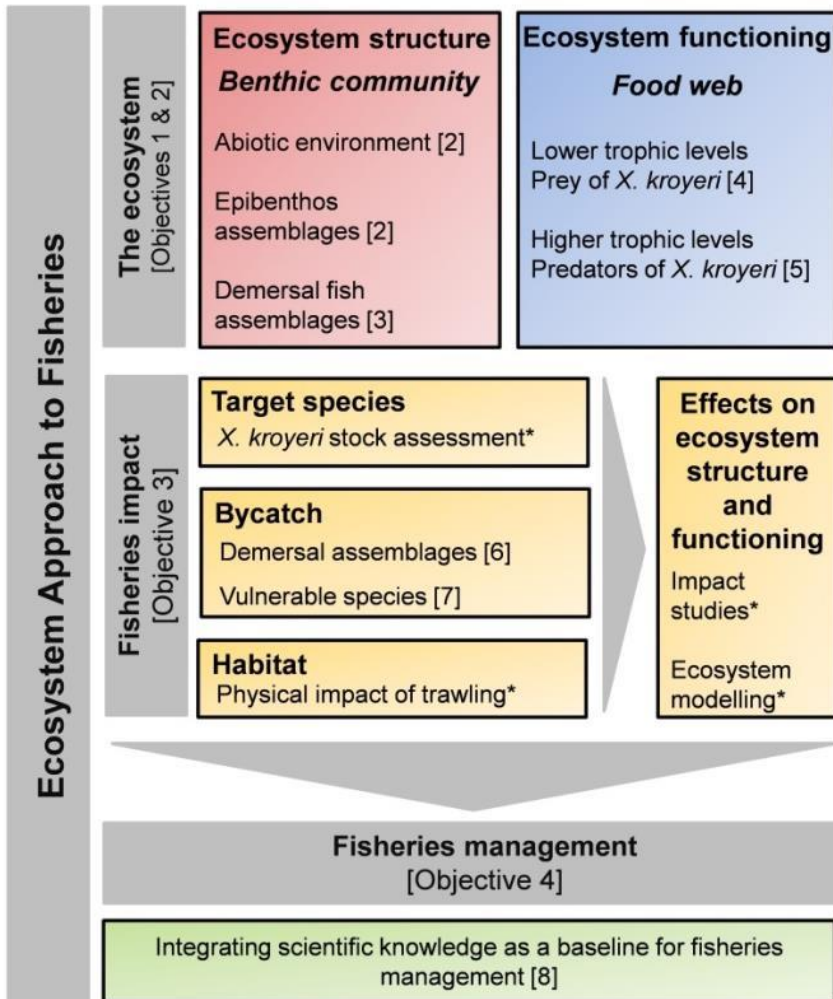 Ecosystem Approach to Fisheries
The ecosystem
[Objectives 1 & 2]
Ecosystem structure
Benthic community
Abiotic environment [2]
Epibenthos
assemblages [2]
Demersal fish
assemblages [3]
Ecosystem functioning
Food web
Lower trophic levels
Prey of X. kroyeri [4]
Higher trophic levels
Predators of X. kroyeri [5]
Fisheries impact
[Objective 3]
Target species
X. kroyeri stock assessment*
Bycatch
Demersal assemblages [6]
Vulnerable species [7]
Habitat
Physical impact of trawling*
Effects on
ecosystem
structure
and
functioning
Impact
studies*
Ecosystem
modelling*
Fisheries management
[Objective 4]
Integrating scientific knowledge as a baseline for fisheries
management [8]